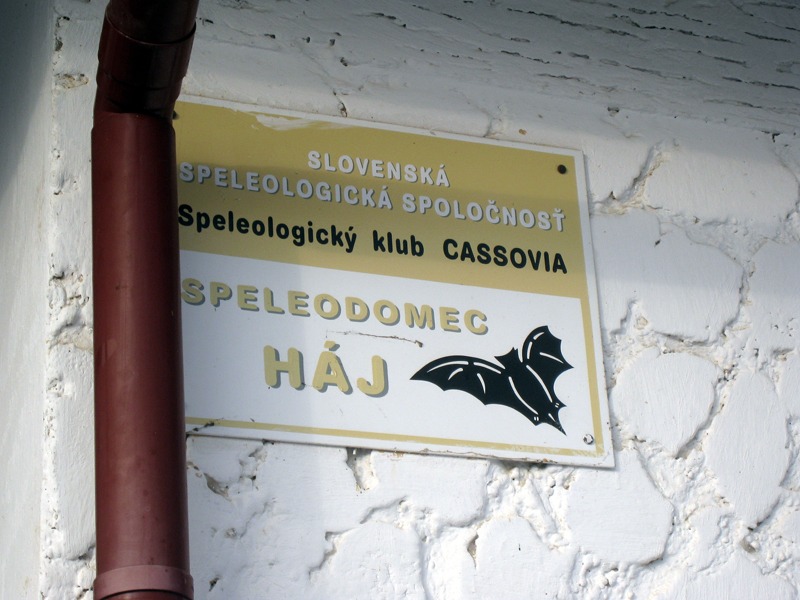 SLOVENSKÁ
SPELEOLOGICKÁ SPOLOČNOSŤ
Speleologický klub CASSOVIA
SPELEODOMEC
HÁJ